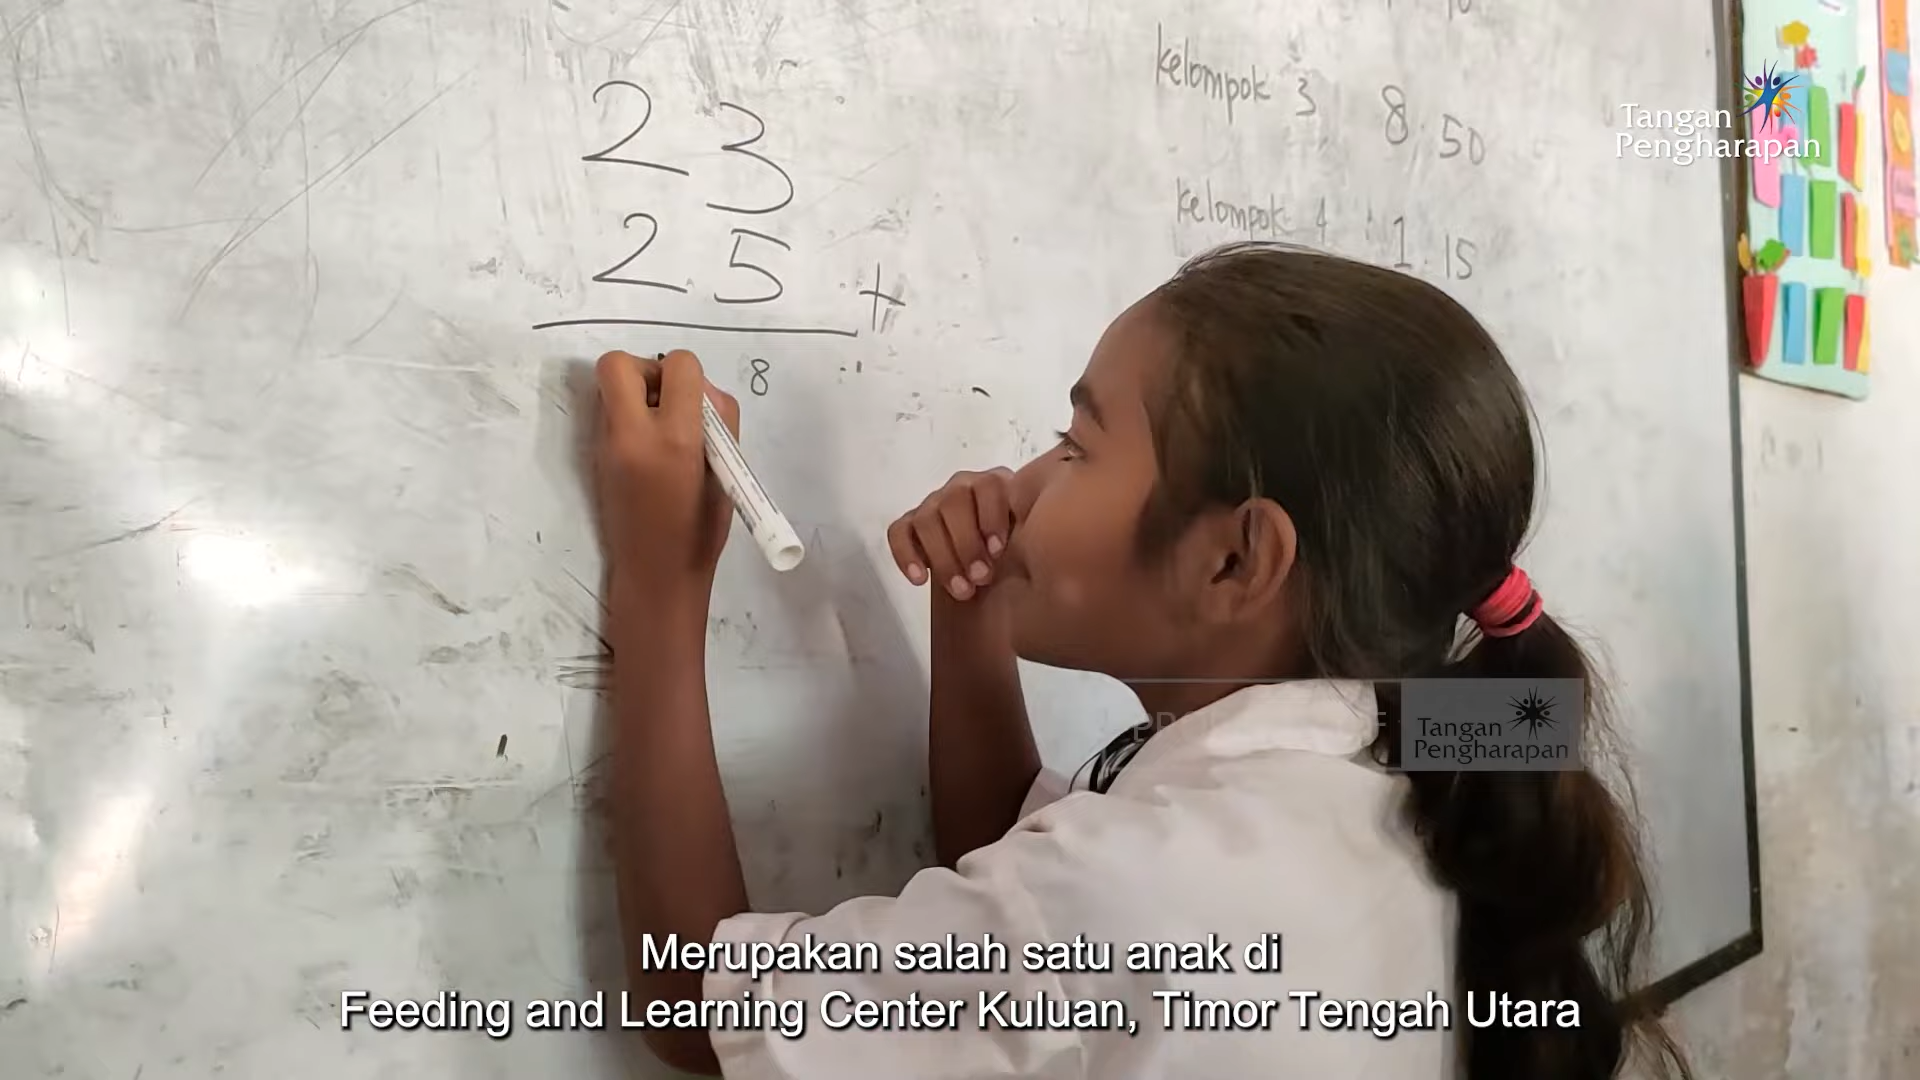 23
25 +
8
kelompok 3 8.50
kelompok 4 1.15
Tangan
Pengharapan
Tangan
Pengharapan
Merupakan salah satu anak di
Feeding and Learning Center Kuluan, Timor Tengah Utara